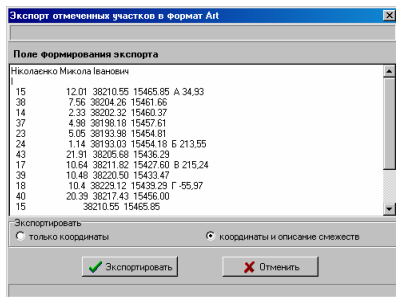 Экспорт отмеченных участков в формат Art
Поле формирования экспорта
Ніколаєнко Микола Іванович
I
15 12.01 38210.55 15465.85 А 34,93
38 7.56 38204.26 15461.66
14 2.33 38202.32 15460.37
37 4.98 38198.18 15457.61
23 5.05 38193.98 15454.81
24 1.14 38193.03 15454.18 Б 213,55
43 21.91 38205.68 15436.29
17 10.64 38211.82 15427.60 В 215,24
39 10.48 38220.50 15433.47
18 10.4 38229.12 15439.29 Г -55,97
40 20.39 38217.43 15456.00
15 38210.55 15465.85
Экспортировать
только координаты
координаты и описание смежеств
Экспортировать
Отменить